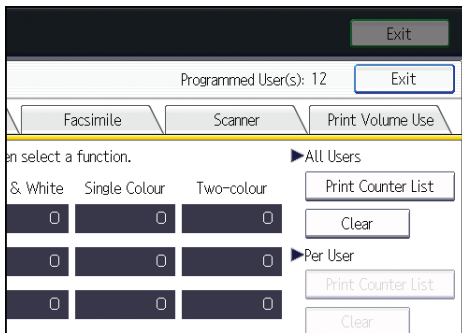 Exit
Programmed User(s): 12 Exit
Facsimile Scanner Print Volume Use
en select a function. ▶All Users
& White Single Colour Two-colour Print Counter List
0 0 0 Clear
0 0 0 ▶Per User
Print Counter List
0 0 0 Clear